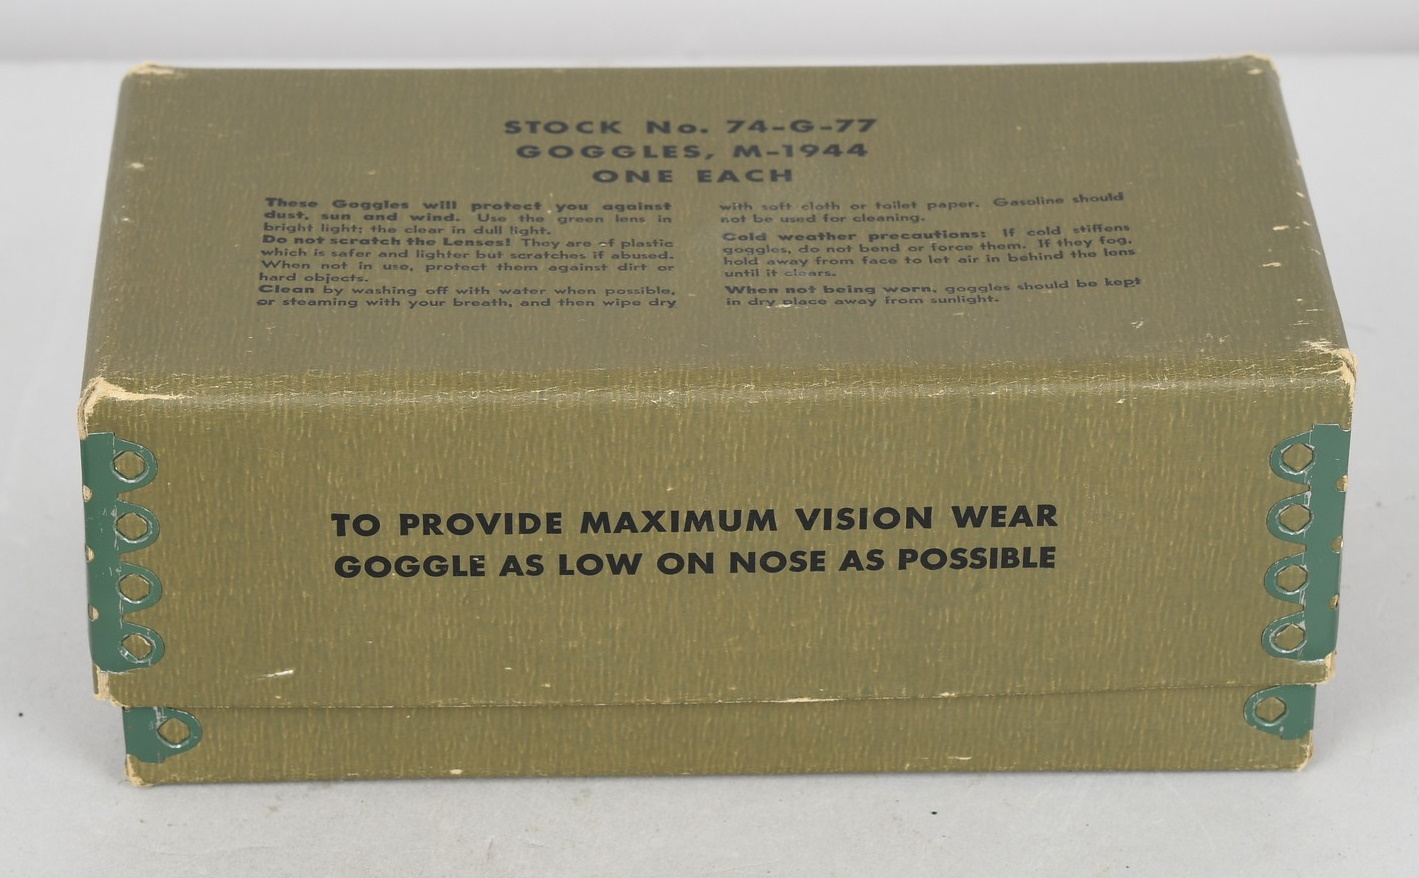 STOCK No. 74-G-77
GOGGLES, M-1944
ONE EACH
These Goggles will protect you against
dust, sun and wind. Use the green lens in
bright light; the clear in dull light.
Do not scratch the Lenses! They are of plastic
which is safer and lighter but scratches if abused.
When not in use, protect them against dirt or
hard objects.
Clean by washing off with water when possible,
or steaming with your breath, and then wipe dry
with soft cloth or toilet paper. Gasoline should
not be used for cleaning.
Cold weather precautions: If cold stiffens
goggles, do not bend or force them. If they fog,
hold away from face to let air in behind the lens
until it clears.
When not being worn, goggles should be kept
in dry place away from sunlight.
TO PROVIDE MAXIMUM VISION WEAR
GOGGLE AS LOW ON NOSE AS POSSIBLE